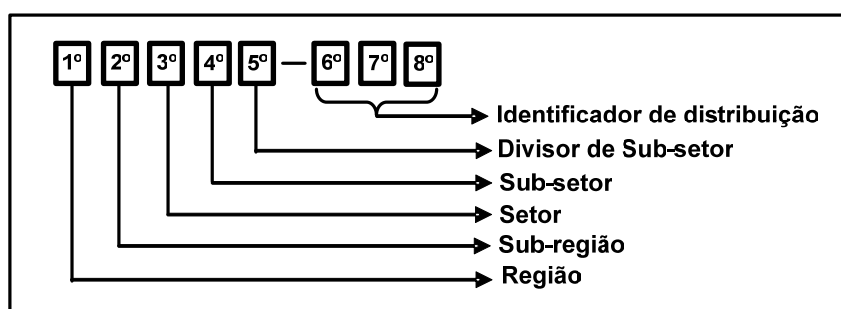 1º 2º 3º 4º 5º – 6º 7º 8º
Identificador de distribuição
Divisor de Sub-setor
Sub-setor
Setor
Sub-região
Região